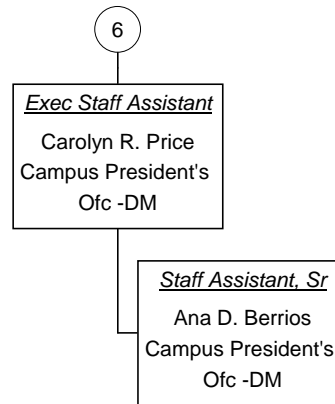 6
Exec Staff Assistant
Carolyn R. Price
Campus President's
Ofc -DM
Staff Assistant, Sr
Ana D. Berrios
Campus President's
Ofc -DM